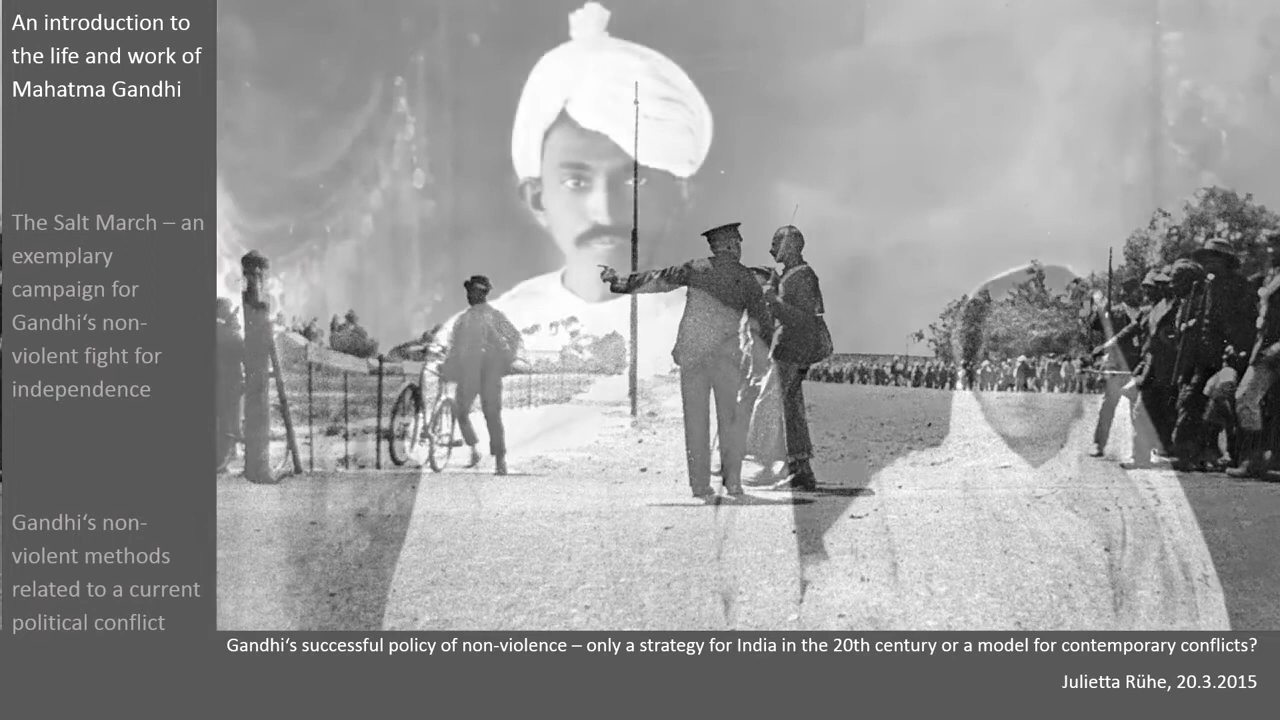 An introduction to
the life and work of
Mahatma Gandhi
The Salt March – an
exemplary
campaign for
Gandhi‘s non-
violent fight for
independence
Gandhi‘s non-
violent methods
related to a current
political conflict
Gandhi‘s successful policy of non-violence – only a strategy for India in the 20th century or a model for contemporary conflicts?
Julietta Rühe, 20.3.2015